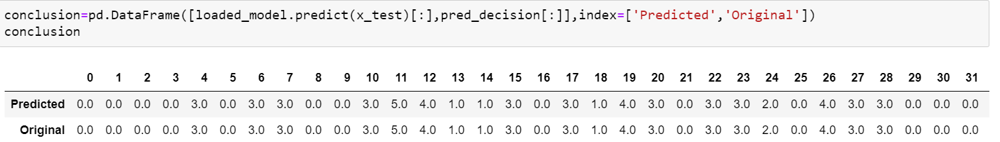 conclusion=pd.DataFrame([loaded_model.predict(x_test)[:],pred_decision[:]],index=['Predicted','Original'])
conclusion
0 1 2 3 4 5 6 7 8 9 10 11 12 13 14 15 16 17 18 19 20 21 22 23 24 25 26 27 28 29 30 31
Predicted 0.0 0.0 0.0 0.0 3.0 0.0 3.0 3.0 0.0 0.0 3.0 5.0 4.0 1.0 1.0 3.0 0.0 3.0 1.0 4.0 3.0 0.0 3.0 3.0 2.0 0.0 4.0 3.0 3.0 0.0 0.0 0.0
Original 0.0 0.0 0.0 0.0 3.0 0.0 3.0 3.0 0.0 0.0 3.0 5.0 4.0 1.0 1.0 3.0 0.0 3.0 1.0 4.0 3.0 0.0 3.0 3.0 2.0 0.0 4.0 3.0 3.0 0.0 0.0 0.0